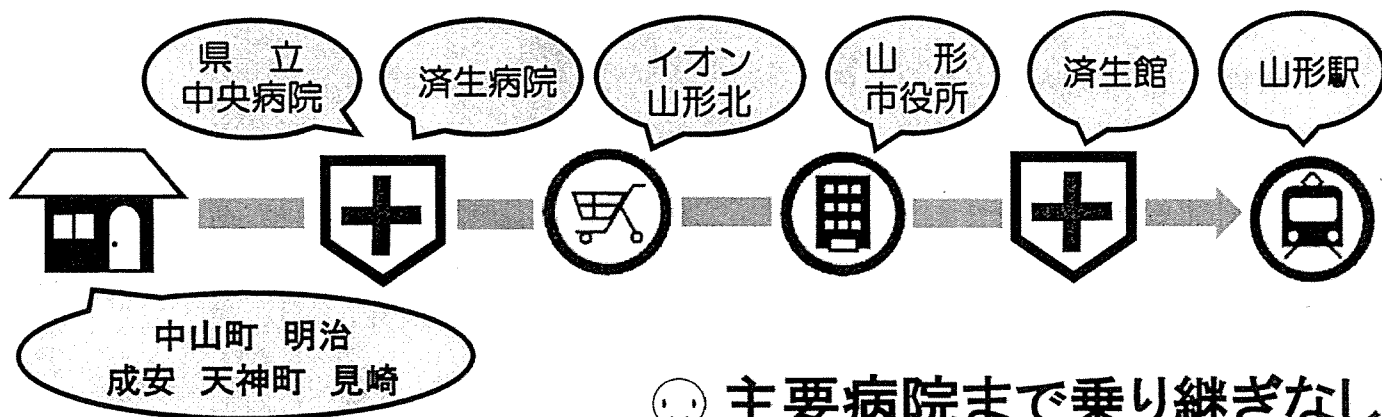 県 立
中央病院
済生病院
イオン
山形北
山 形
市役所
済生館
山形駅
中山町 明治
成安 天神町 見崎
主要病院まで乗り継ぎなし